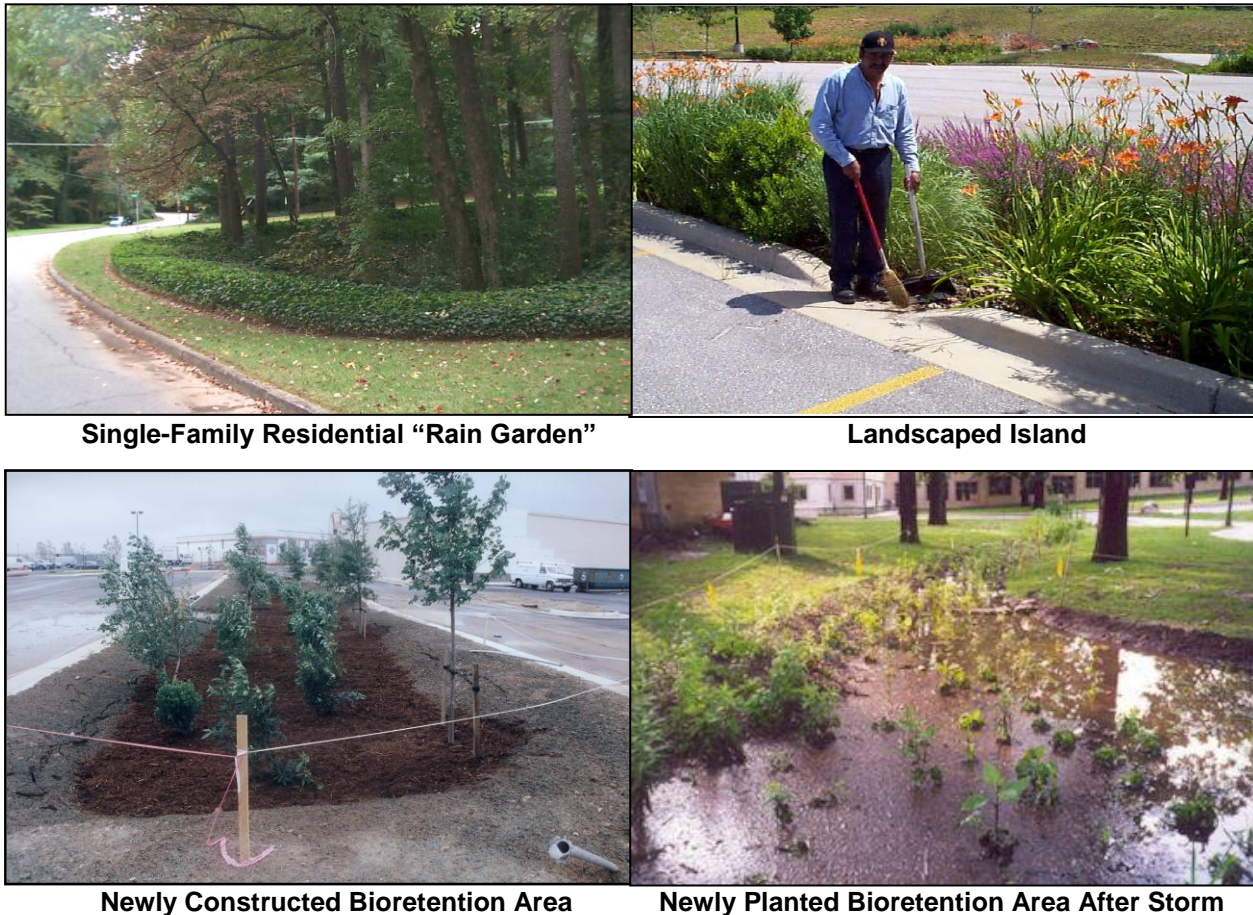 Single-Family Residential “Rain Garden”
Landscaped Island
Newly Constructed Bioretention Area
Newly Planted Bioretention Area After Storm